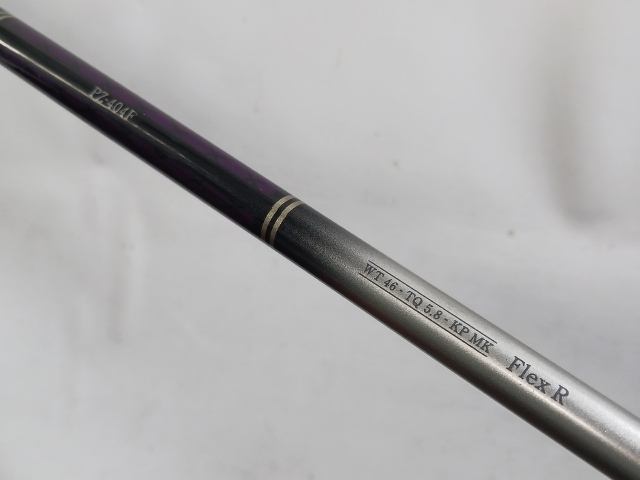 PZ-404F
WT 46 - TQ 5.8 - KP MK
Flex R